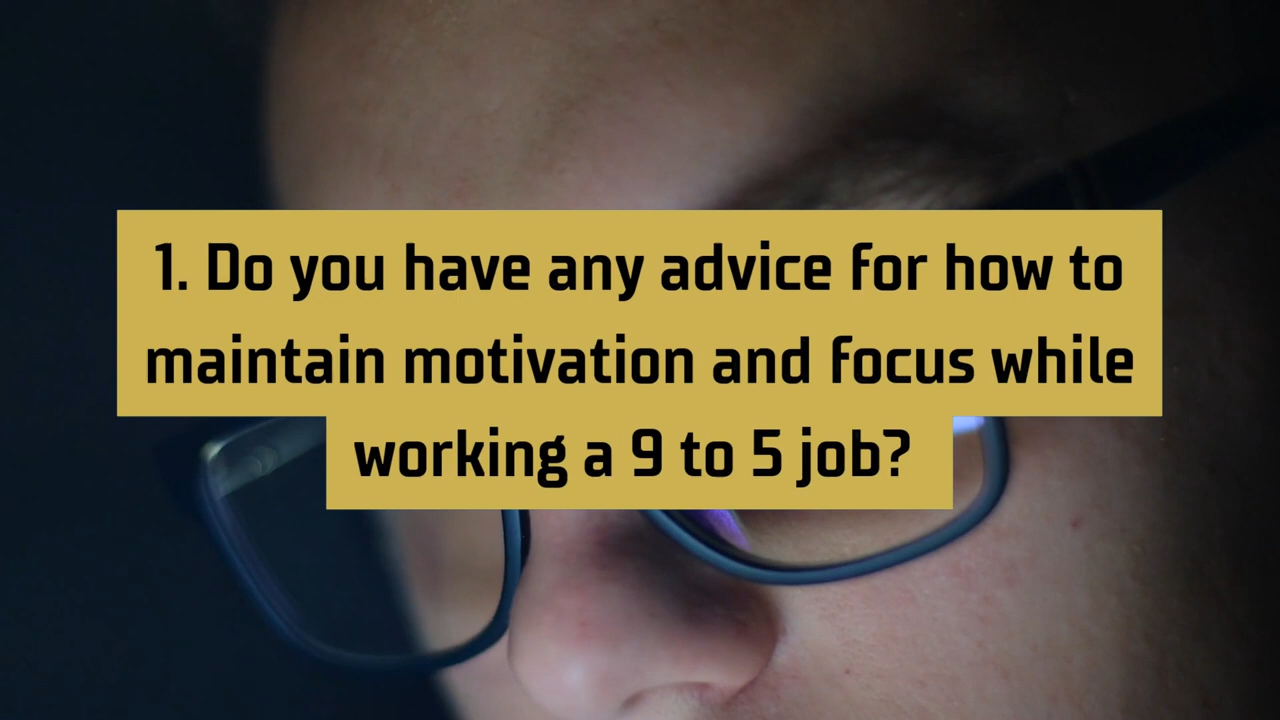 1. Do you have any advice for how to
maintain motivation and focus while
working a 9 to 5 job?